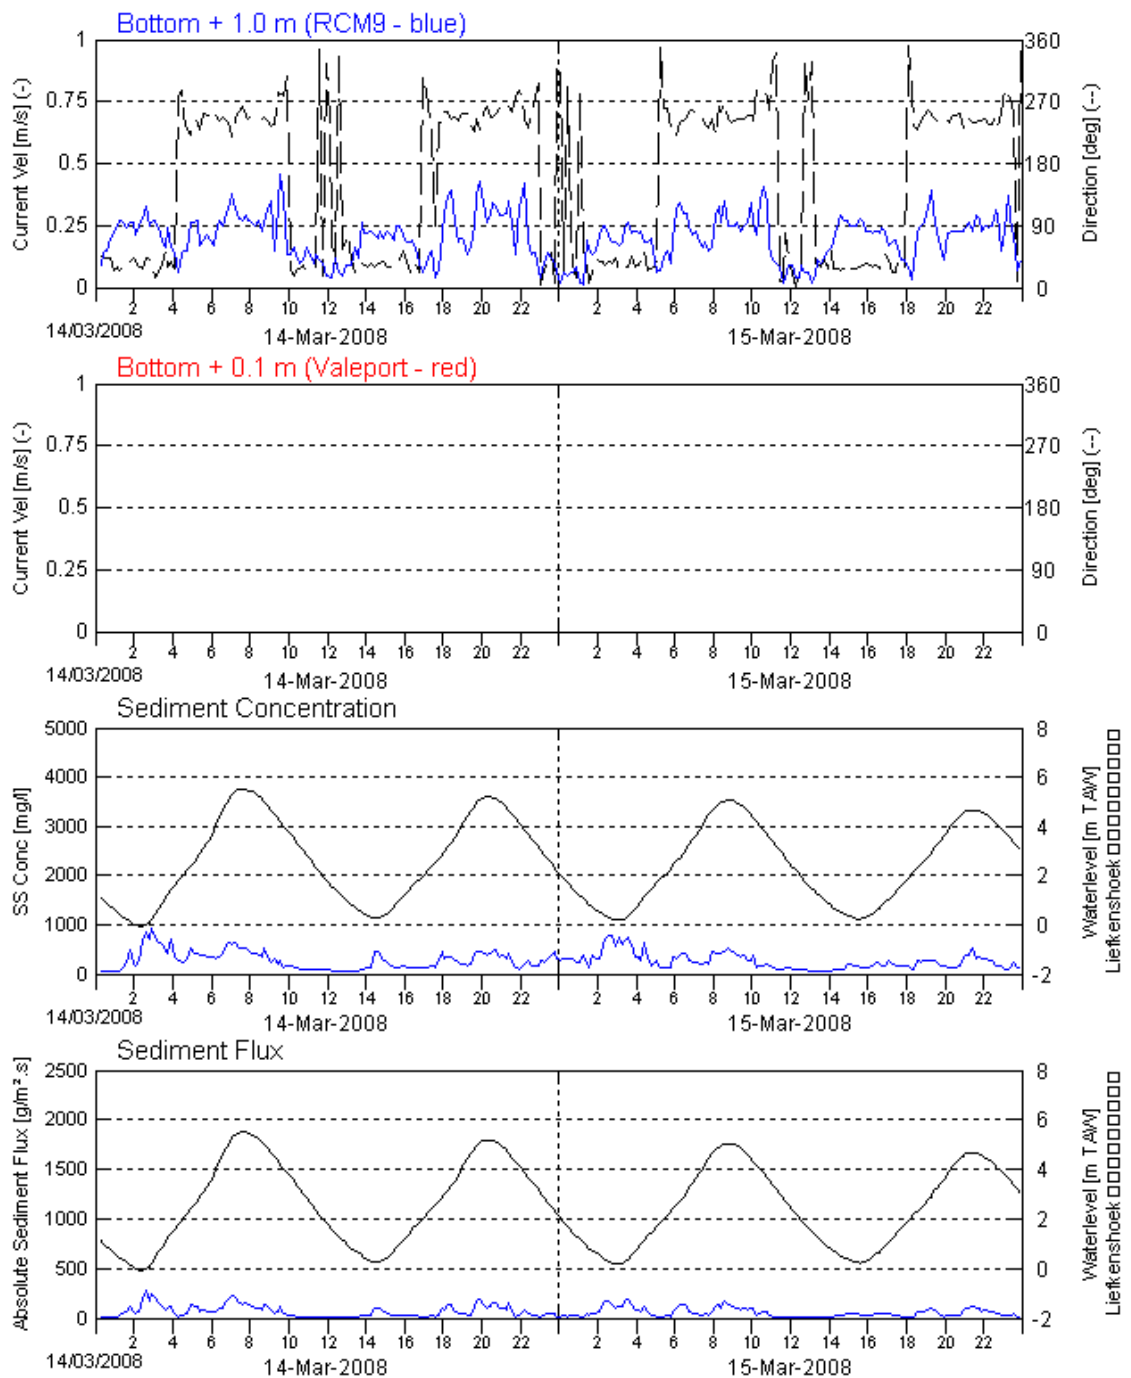 Bottom + 1.0 m (RCM9 - blue)
Current Vel [m/s] (-)
1
0.75
0.5
0.25
0
360
270
180
90
0
Direction [deg] (--)
2 4 6 8 10 12 14 16 18 20 22 2 4 6 8 10 12 14 16 18 20 22
14/03/2008
14-Mar-2008
15-Mar-2008
Bottom + 0.1 m (Valeport - red)
Current Vel [m/s] (-)
1
0.75
0.5
0.25
0
360
270
180
90
0
Direction [deg] (--)
2 4 6 8 10 12 14 16 18 20 22 2 4 6 8 10 12 14 16 18 20 22
14/03/2008
14-Mar-2008
15-Mar-2008
Sediment Concentration
SS Conc [mg/l]
5000
4000
3000
2000
1000
0
8
6
4
2
0
-2
Waterlevel [m TAW]
Liefkenshoek □□□□□□□□□
2 4 6 8 10 12 14 16 18 20 22 2 4 6 8 10 12 14 16 18 20 22
14/03/2008
14-Mar-2008
15-Mar-2008
Sediment Flux
Absolute Sediment Flux [g/m².s]
2500
2000
1500
1000
500
0
8
6
4
2
0
-2
Waterlevel [m TAW]
Liefkenshoek □□□□□□□□□
2 4 6 8 10 12 14 16 18 20 22 2 4 6 8 10 12 14 16 18 20 22
14/03/2008
14-Mar-2008
15-Mar-2008